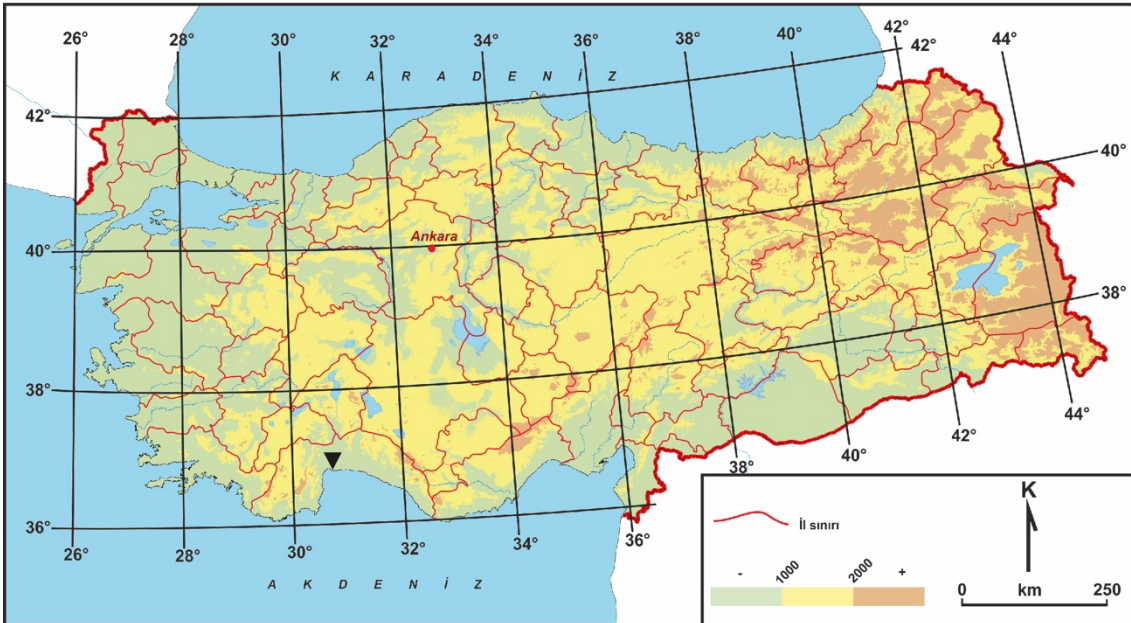 26° 28° 30° 32° 34° 36° 38° 40° 42° 44°
K A R A D E N İ Z
42°
42°
40°
Ankara
40°
38°
38°
44°
42°
40°
38°
36°
36°
26° 28° 30° 32° 34°
A K D E N İ Z
İl sınırı
- 1000 2000 +
K
0 km 250